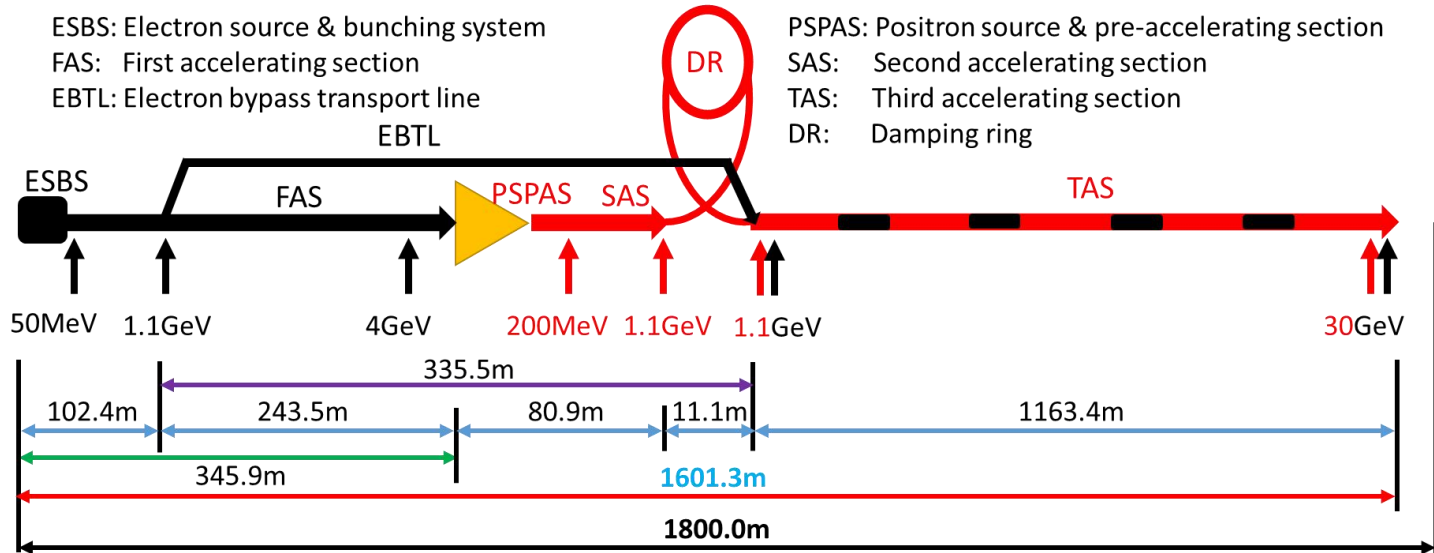 ESBS: Electron source & bunching system
FAS: First accelerating section
EBTL: Electron bypass transport line
PSPAS: Positron source & pre-accelerating section
SAS: Second accelerating section
TAS: Third accelerating section
DR: Damping ring
DR
EBTL
ESBS
FAS
PSPAS
SAS
TAS
50MeV
1.1GeV
4GeV
200MeV
1.1GeV
1.1GeV
30GeV
335.5m
102.4m
243.5m
80.9m
11.1m
1163.4m
345.9m
1601.3m
1800.0m